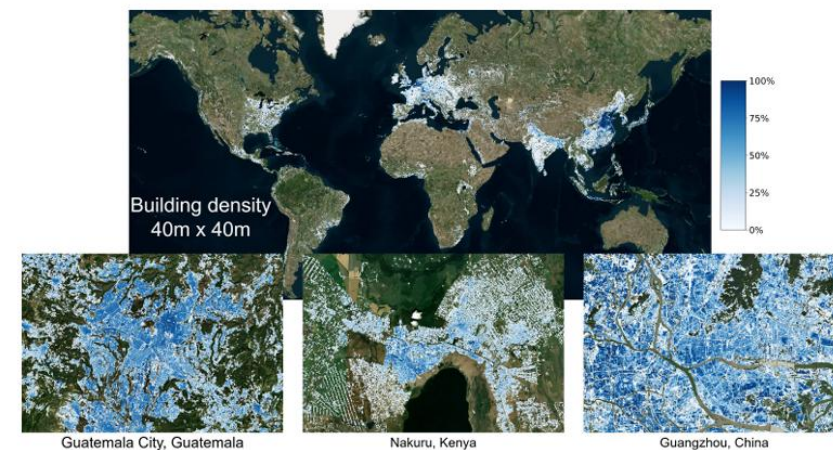 Building density
40m x 40m
100%
75%
50%
25%
0%
Guatemala City, Guatemala
Nakuru, Kenya
Guangzhou, China